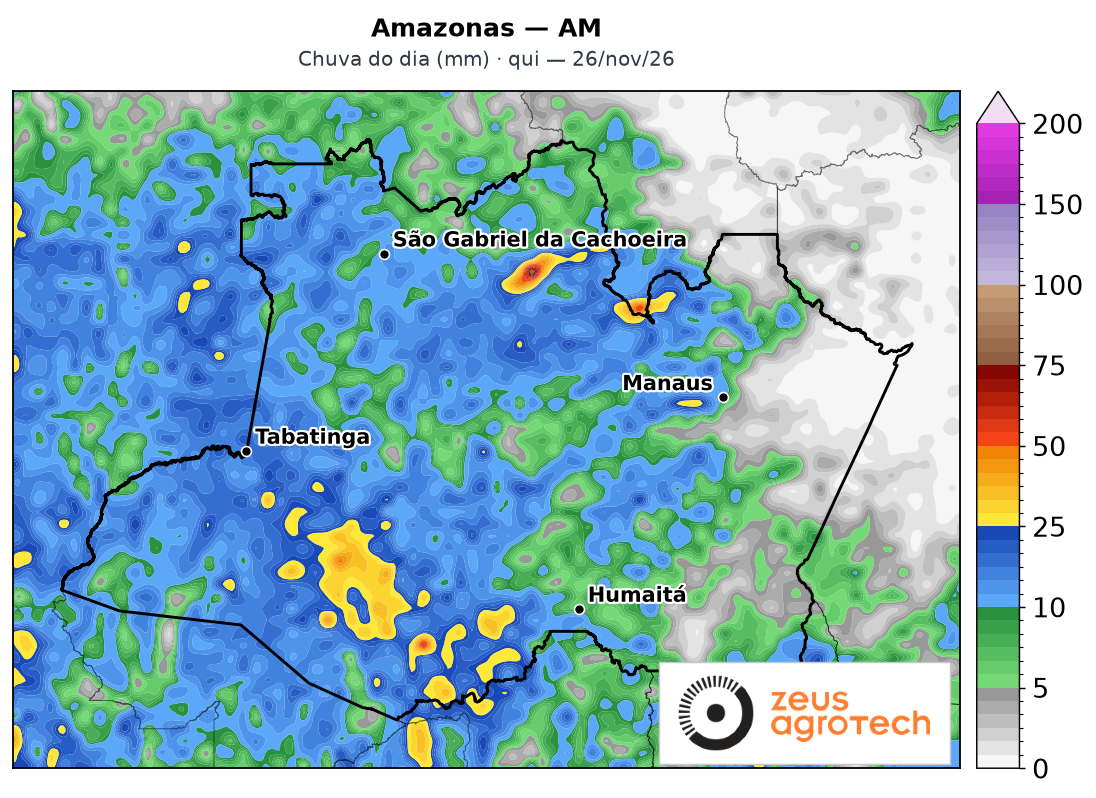 Amazonas — AM
Chuva do dia (mm) · qui — 26/nov/26
200
150
100
75
50
25
10
5
0
São Gabriel da Cachoeira
Manaus
Tabatinga
Humaitá
zeus
agrotech